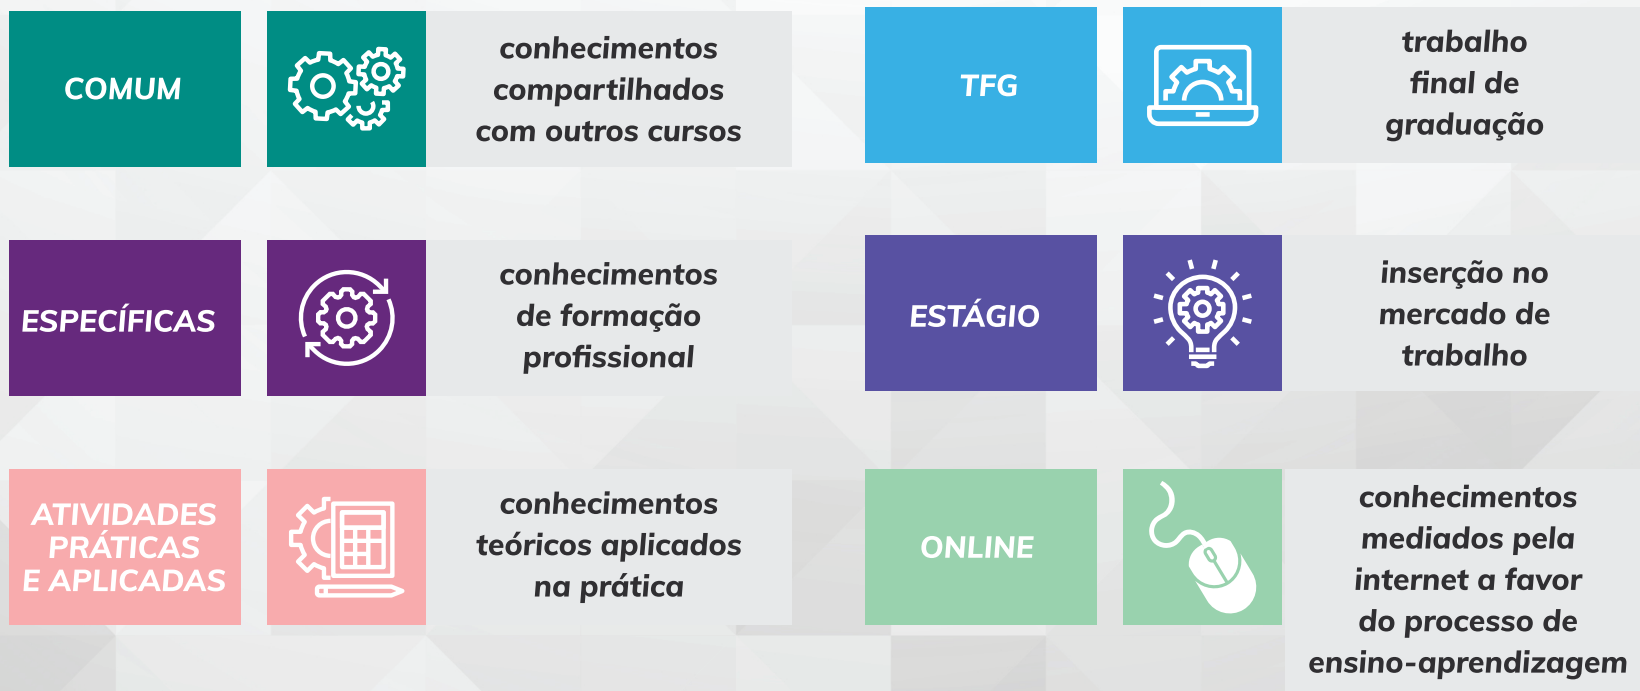 COMUM
conhecimentos
compartilhados
com outros cursos
TFG
trabalho
final de
graduação
ESPECÍFICAS
conhecimentos
de formação
profissional
ESTÁGIO
inserção no
mercado de
trabalho
ATIVIDADES
PRÁTICAS
E APLICADAS
conhecimentos
teóricos aplicados
na prática
ONLINE
conhecimentos
mediados pela
internet a favor
do processo de
ensino-aprendizagem